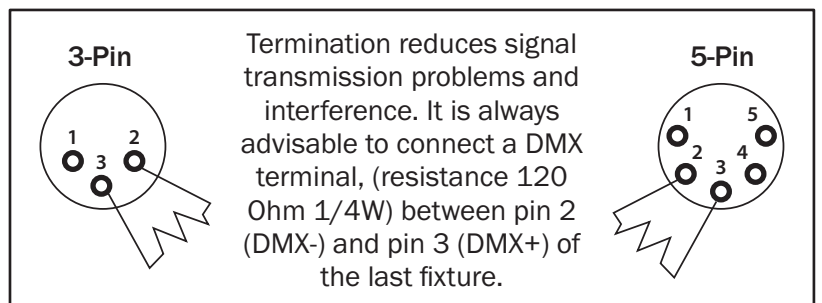 3-Pin
1 2
3
Termination reduces signal
transmission problems and
interference. It is always
advisable to connect a DMX
terminal, (resistance 120
Ohm 1/4W) between pin 2
(DMX-) and pin 3 (DMX+) of
the last fixture.
5-Pin
1 5
2 4
3